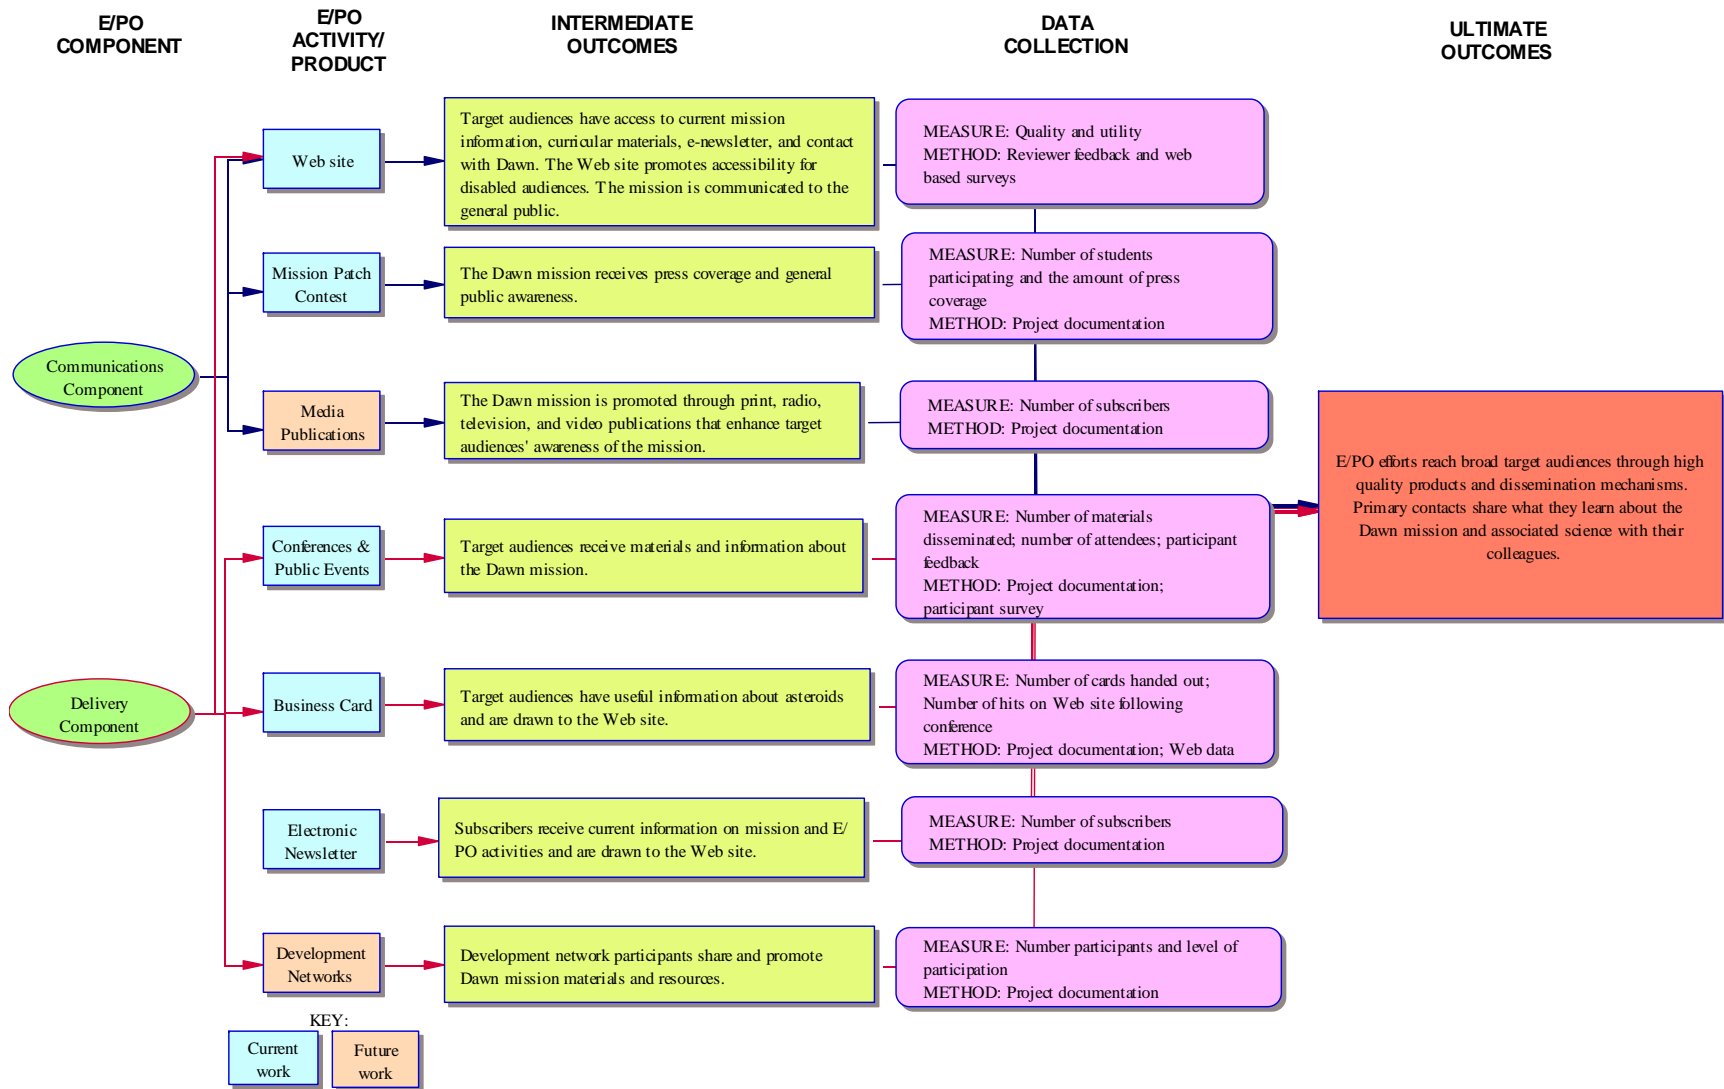 E/PO
COMPONENT
E/PO
ACTIVITY/
PRODUCT
INTERMEDIATE
OUTCOMES
DATA
COLLECTION
ULTIMATE
OUTCOMES
Communications
Component
Web site
Target audiences have access to current mission
information, curricular materials, e-newsletter, and contact
with Dawn. The Web site promotes accessibility for
disabled audiences. The mission is communicated to the
general public.
MEASURE: Quality and utility
METHOD: Reviewer feedback and web
based surveys
Mission Patch
Contest
The Dawn mission receives press coverage and general
public awareness.
MEASURE: Number of students
participating and the amount of press
coverage
METHOD: Project documentation
Media
Publications
The Dawn mission is promoted through print, radio,
television, and video publications that enhance target
audiences' awareness of the mission.
MEASURE: Number of subscribers
METHOD: Project documentation
Delivery
Component
Conferences &
Public Events
Target audiences receive materials and information about
the Dawn mission.
MEASURE: Number of materials
disseminated; number of attendees; participant
feedback
METHOD: Project documentation;
participant survey
Business Card
Target audiences have useful information about asteroids
and are drawn to the Web site.
MEASURE: Number of cards handed out;
Number of hits on Web site following
conference
METHOD: Project documentation; Web data
Electronic
Newsletter
Subscribers receive current information on mission and E/
PO activities and are drawn to the Web site.
MEASURE: Number of subscribers
METHOD: Project documentation
Development
Networks
Development network participants share and promote
Dawn mission materials and resources.
MEASURE: Number participants and level of
participation
METHOD: Project documentation
E/PO efforts reach broad target audiences through high
quality products and dissemination mechanisms.
Primary contacts share what they learn about the
Dawn mission and associated science with their
colleagues.
KEY:
Current
work
Future
work